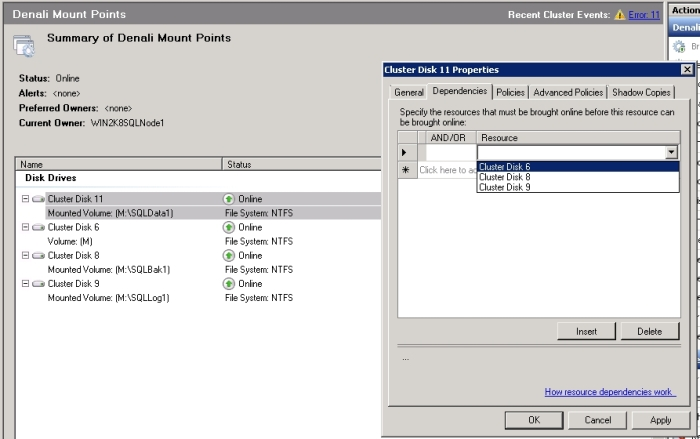 Denali Mount Points
Recent Cluster Events: Error: 11
Summary of Denali Mount Points
Status: Online
Alerts: <none>
Preferred Owners: <none>
Current Owner: WIN2K8SQLNode1
Name Status
Disk Drives
Cluster Disk 11 Online
Mounted Volume: (M:\SQLData1) File System: NTFS
Cluster Disk 6 Online
Volume: (M) File System: NTFS
Cluster Disk 8 Online
Mounted Volume: (M:\SQLBak1) File System: NTFS
Cluster Disk 9 Online
Mounted Volume: (M:\SQLLog1) File System: NTFS
Cluster Disk 11 Properties
General Dependencies Policies Advanced Policies Shadow Copies
Specify the resources that must be brought online before this resource can
be brought online:
AND/OR Resource
Click here to
Cluster Disk 6
Cluster Disk 8
Cluster Disk 9
Insert Delete
...
How resource dependencies work
OK Cancel Apply
Action
Denali
Br